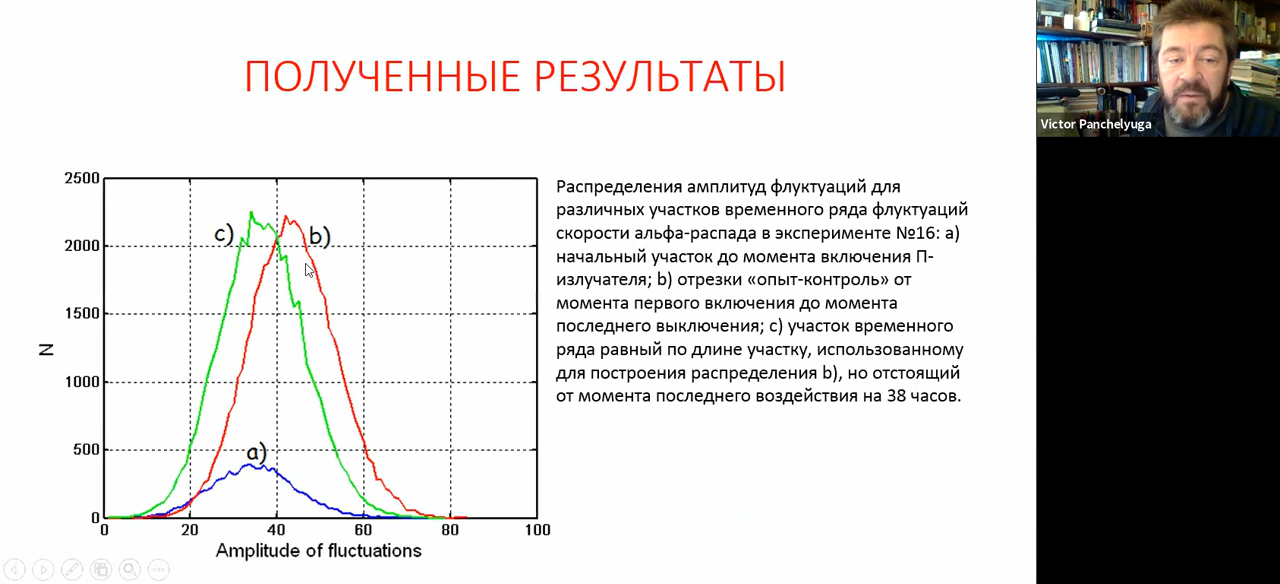 ПОЛУЧЕННЫЕ РЕЗУЛЬТАТЫ
Victor Panchelyuga
2500
2000
1500
1000
500
0
0 20 40 60 80 100
N
Amplitude of fluctuations
c)
b)
a)
Распределения амплитуд флуктуаций для
различных участков временного ряда флуктуаций
скорости альфа-распада в эксперименте №16: a)
начальный участок до момента включения П-
излучателя; b) отрезки «опыт-контроль» от
момента первого включения до момента
последнего выключения; c) участок временного
ряда равный по длине участку, использованному
для построения распределения b), но отстоящий
от момента последнего воздействия на 38 часов.